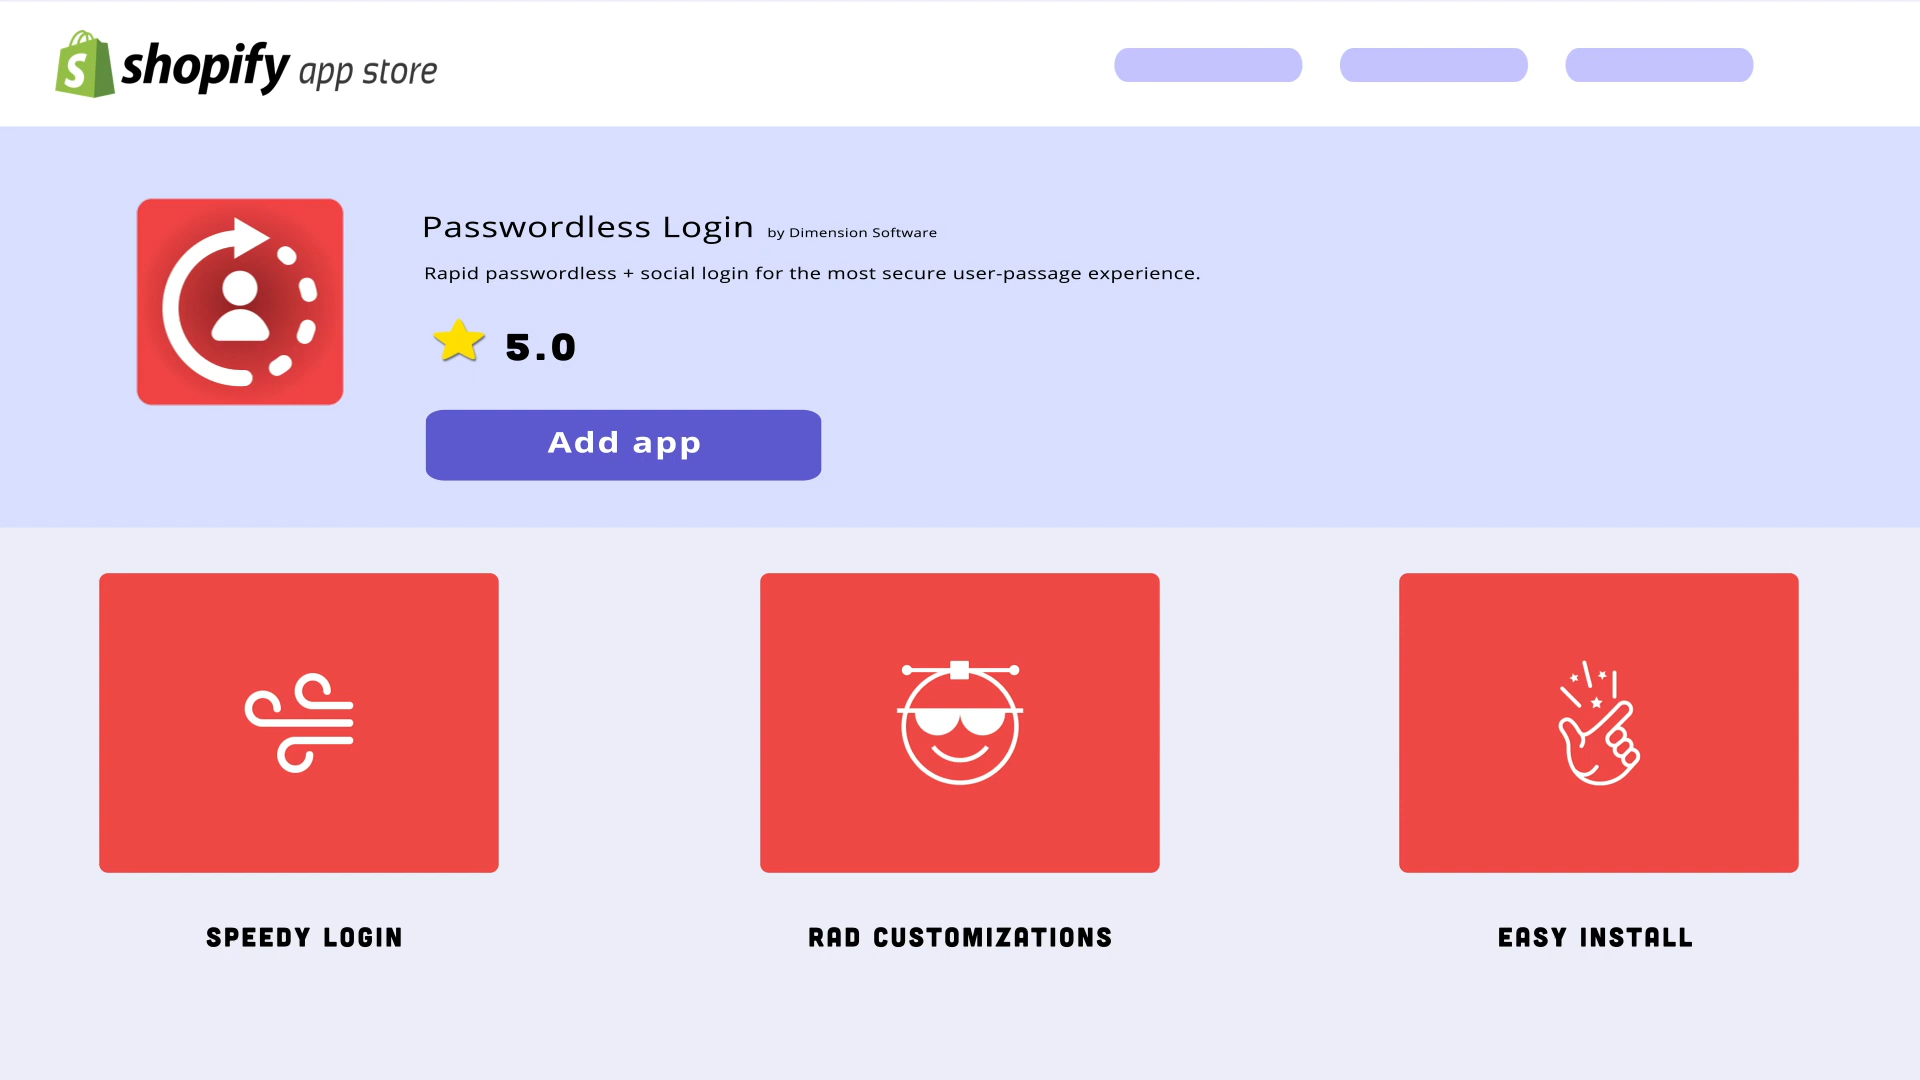 shopify app store
Passwordless Login by Dimension Software
Rapid passwordless + social login for the most secure user-passage experience.
5.0
Add app
SPEEDY LOGIN
RAD CUSTOMIZATIONS
EASY INSTALL